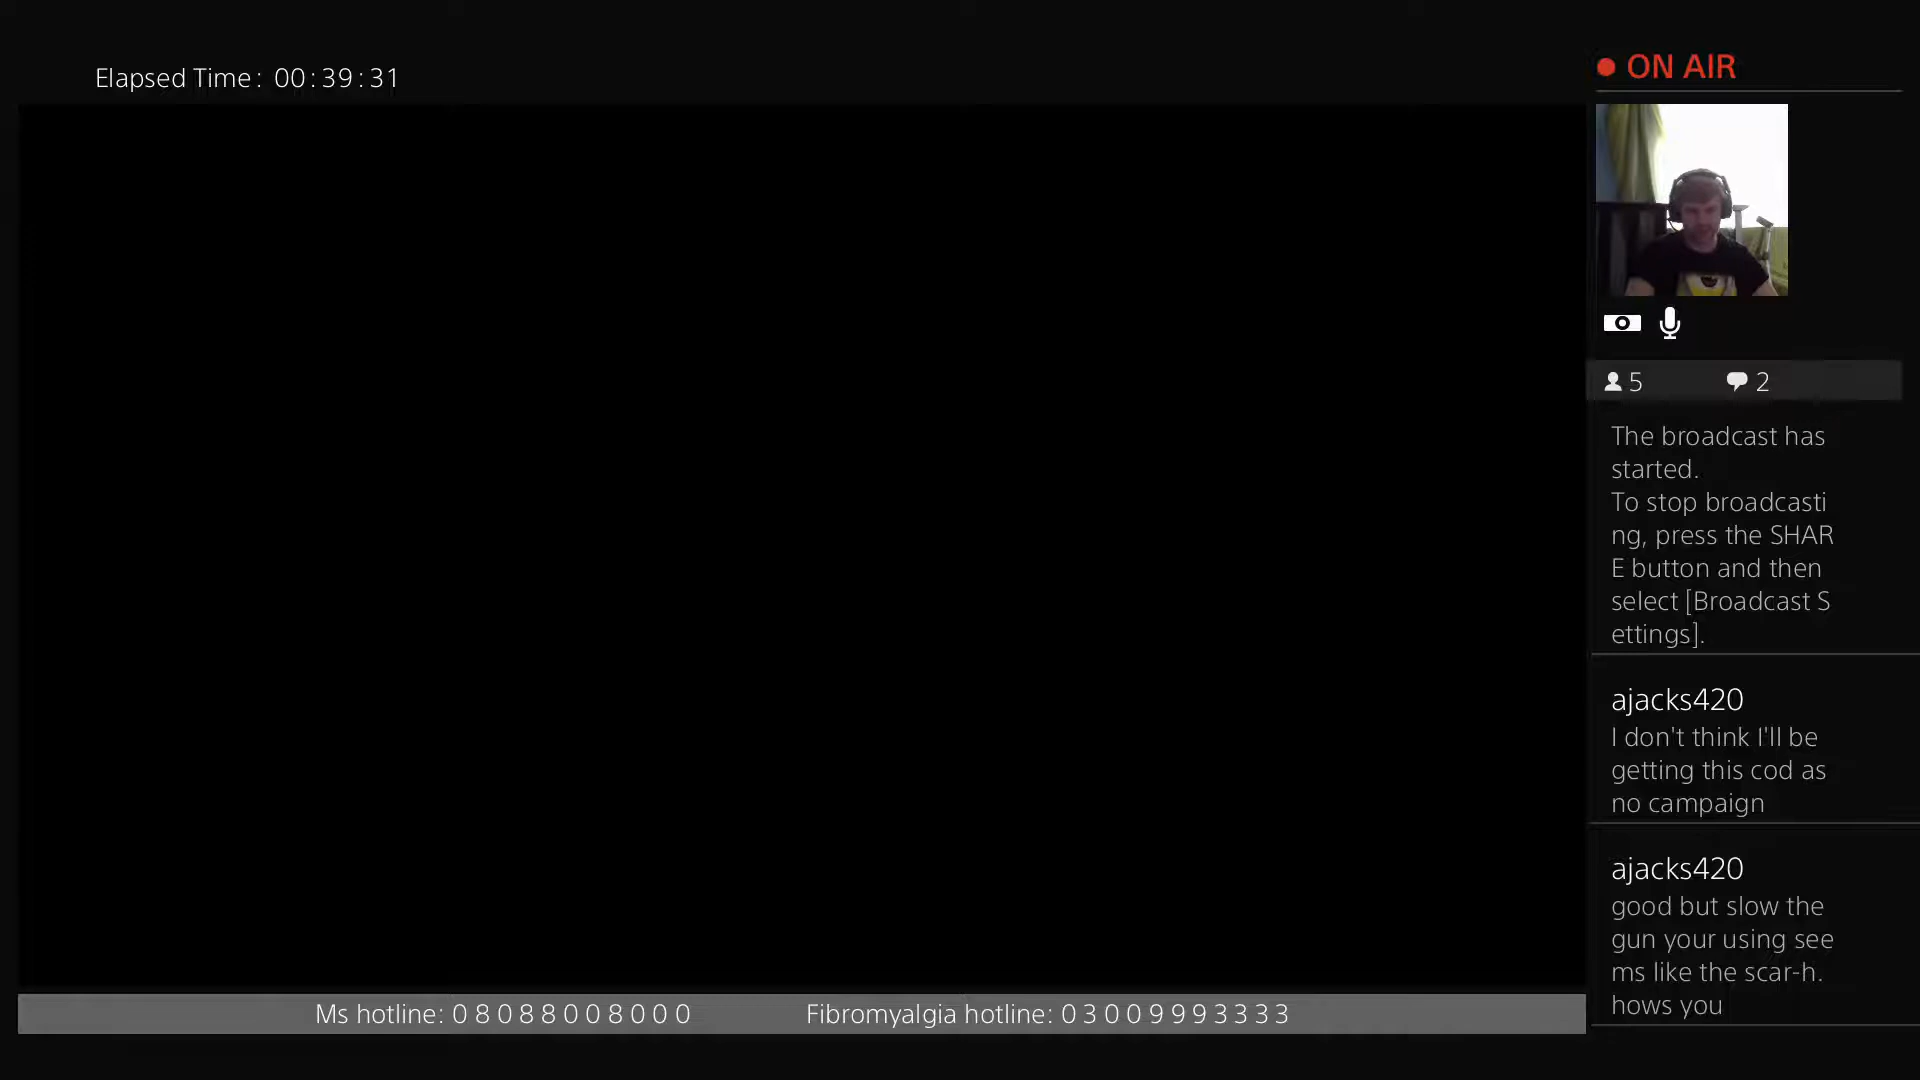 Elapsed Time: 00:39:31
ON AIR
5 2
The broadcast has
started.
To stop broadcasti
ng, press the SHAR
E button and then
select [Broadcast S
ettings].
ajacks420
I don't think I'll be
getting this cod as
no campaign
ajacks420
good but slow the
gun your using see
ms like the scar-h.
hows you
Ms hotline: 0 8 0 8 8 0 0 8 0 0 0 Fibromyalgia hotline: 0 3 0 0 9 9 9 3 3 3 3